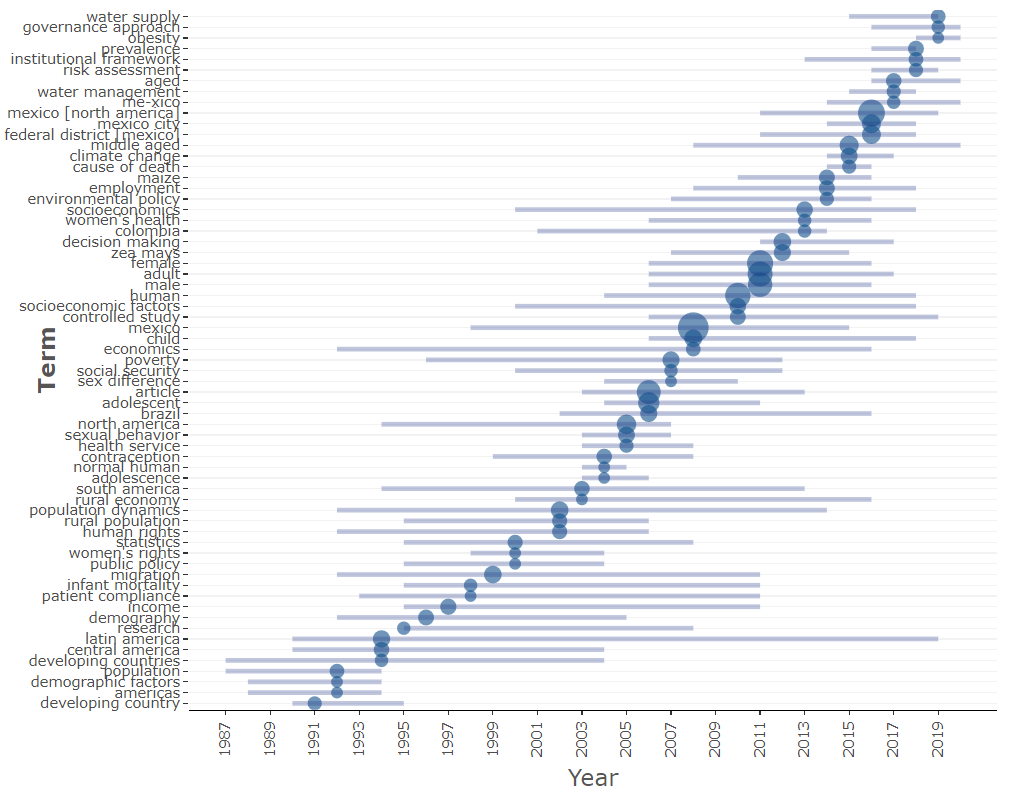 water supply
governance approach
obesity
prevalence
institutional framework
risk assessment
aged
water management
me-xico
mexico [north america]
mexico city
federal district [mexico]
middle aged
climate change
cause of death
maize
employment
environmental policy
socioeconomics
women's health
colombia
decision making
zea mays
female
adult
male
human
socioeconomic factors
controlled study
mexico
child
economics
poverty
social security
sex difference
article
adolescent
brazil
north america
sexual behavior
health service
contraception
normal human
adolescence
south america
rural economy
population dynamics
rural population
human rights
statistics
women's rights
public policy
migration
infant mortality
patient compliance
income
demography
research
latin america
central america
developing countries
population
demographic factors
americas
developing country
Term
1987 1989 1991 1993 1995 1997 1999 2001 2003 2005 2007 2009 2011 2013 2015 2017 2019
Year